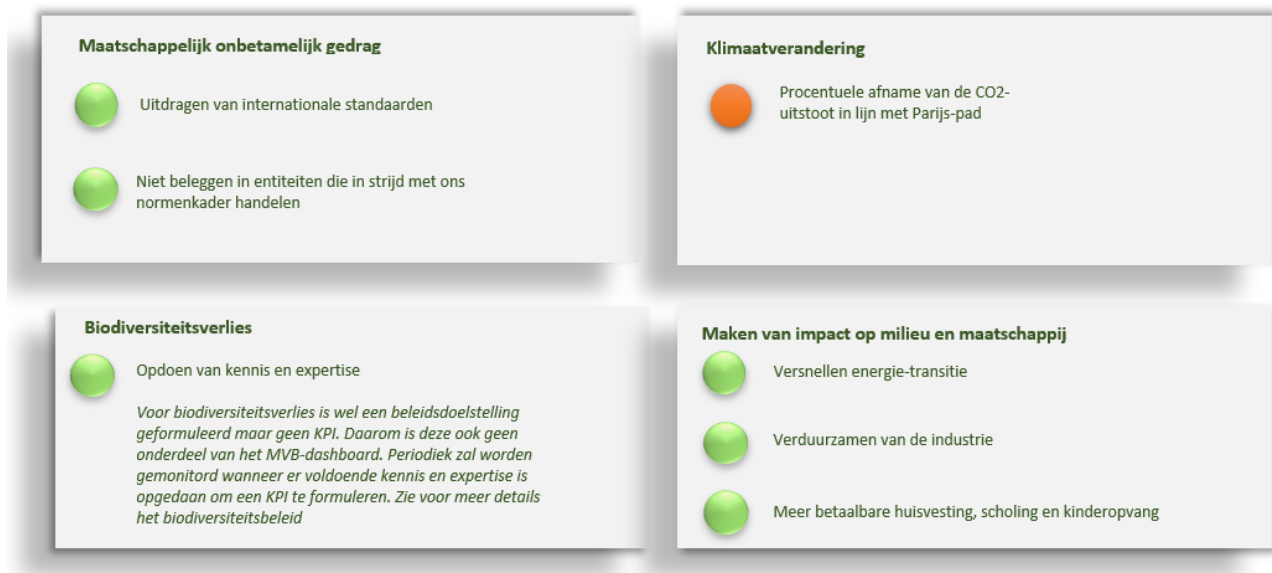 Maatschappelijk onbetamelijk gedrag
Uitdragen van internationale standaarden
Niet beleggen in entiteiten die in strijd met ons
normenkader handelen
Klimaatverandering
Procentuele afname van de CO2-
uitstoot in lijn met Parijs-pad
Biodiversiteitsverlies
Opdoen van kennis en expertise
Voor biodiversiteitsverlies is wel een beleidsdoelstelling
geformuleerd maar geen KPI. Daarom is deze ook geen
onderdeel van het MVB-dashboard. Periodiek zal worden
gemonitord wanneer er voldoende kennis en expertise is
opgedaan om een KPI te formuleren. Zie voor meer details
het biodiversiteitsbeleid
Maken van impact op milieu en maatschappij
Versnellen energie-transitie
Verduurzamen van de industrie
Meer betaalbare huisvesting, scholing en kinderopvang